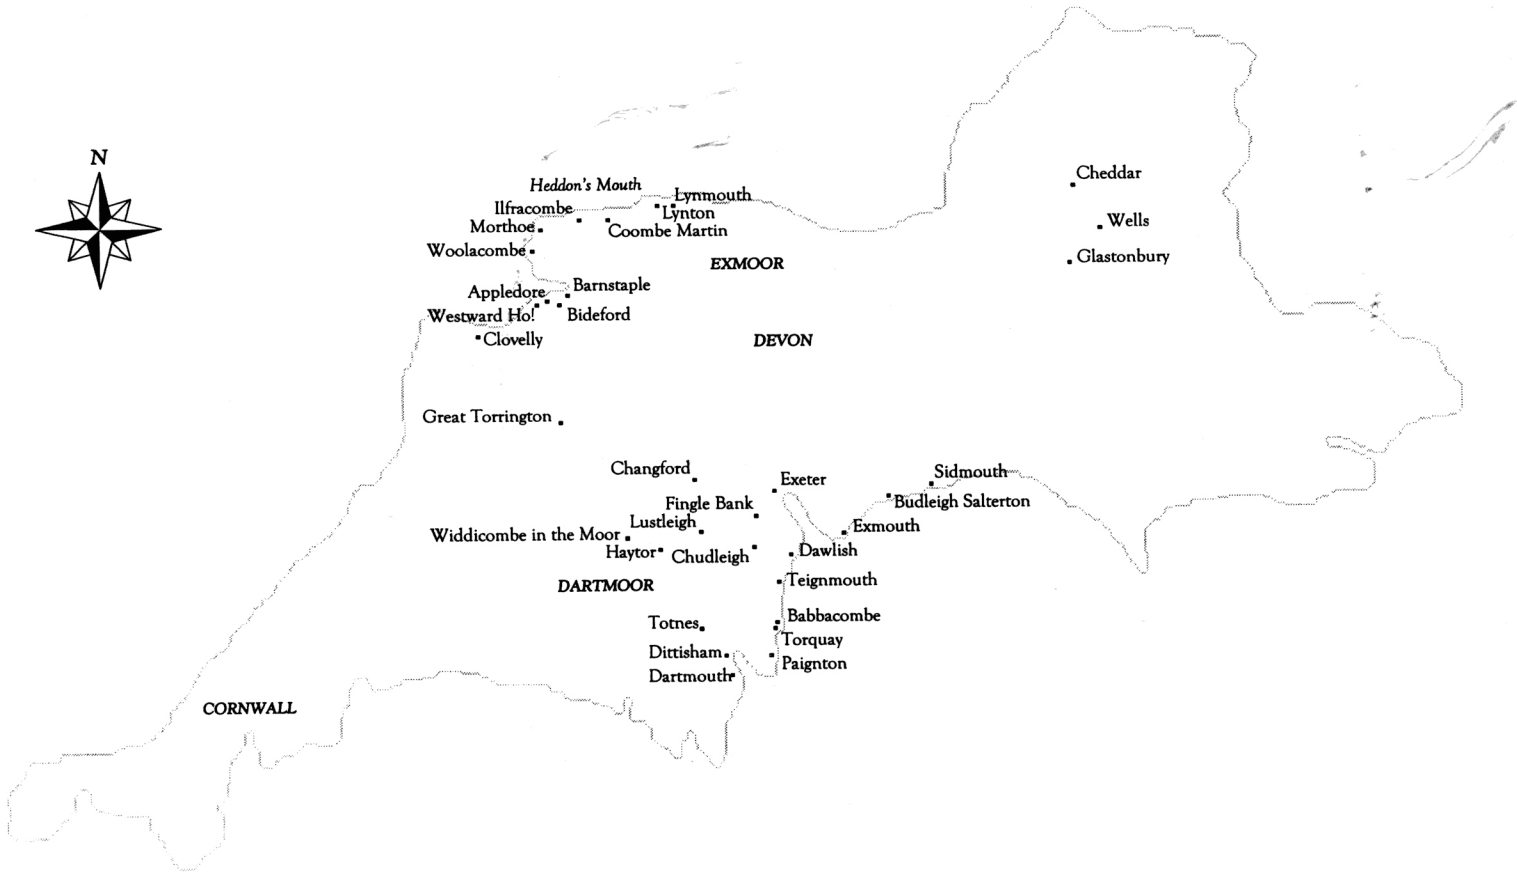 N
Cheddar
Heddon's Mouth
Lynmouth
Ilfracombe
Lynton
Wells
Morthoe
Coombe Martin
Woolacombe
Glastonbury
EXMOOR
Barnstaple
Appledore
Westward Ho!
Bideford
Clovelly
DEVON
Great Torrington
Changford
Sidmouth
Exeter
Fingle Bank
Budleigh Salterton
Lustleigh
Exmouth
Widdicombe in the Moor
Haytor
Chudleigh
Dawlish
Teignmouth
DARTMOOR
Babbacombe
Totnes
Torquay
Dittisham
Paignton
Dartmouth
CORNWALL